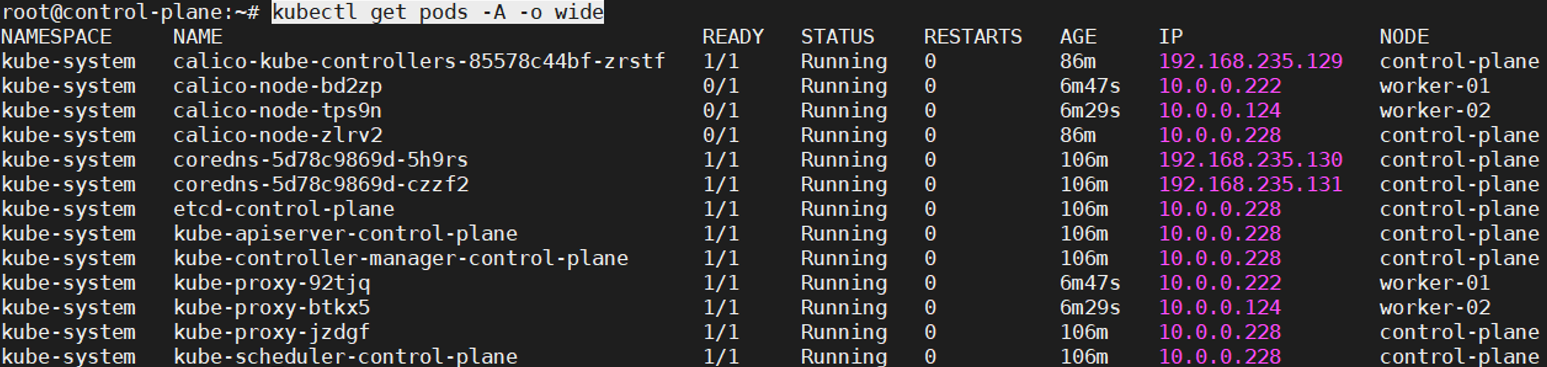 root@control-plane:~# kubectl get pods -A -o wide
NAMESPACE NAME READY STATUS RESTARTS AGE IP NODE
kube-system calico-kube-controllers-85578c44bf-zrstf 1/1 Running 0 86m 192.168.235.129 control-plane
kube-system calico-node-bd2zp 0/1 Running 0 6m47s 10.0.0.222 worker-01
kube-system calico-node-tps9n 0/1 Running 0 6m29s 10.0.0.124 worker-02
kube-system calico-node-zlrv2 0/1 Running 0 86m 10.0.0.228 control-plane
kube-system coredns-5d78c9869d-5h9rs 1/1 Running 0 106m 192.168.235.130 control-plane
kube-system coredns-5d78c9869d-czzf2 1/1 Running 0 106m 192.168.235.131 control-plane
kube-system etcd-control-plane 1/1 Running 0 106m 10.0.0.228 control-plane
kube-system kube-apiserver-control-plane 1/1 Running 0 106m 10.0.0.228 control-plane
kube-system kube-controller-manager-control-plane 1/1 Running 0 106m 10.0.0.228 control-plane
kube-system kube-proxy-92tjq 1/1 Running 0 6m47s 10.0.0.222 worker-01
kube-system kube-proxy-btkx5 1/1 Running 0 6m29s 10.0.0.124 worker-02
kube-system kube-proxy-jzdgf 1/1 Running 0 106m 10.0.0.228 control-plane
kube-system kube-scheduler-control-plane 1/1 Running 0 106m 10.0.0.228 control-plane